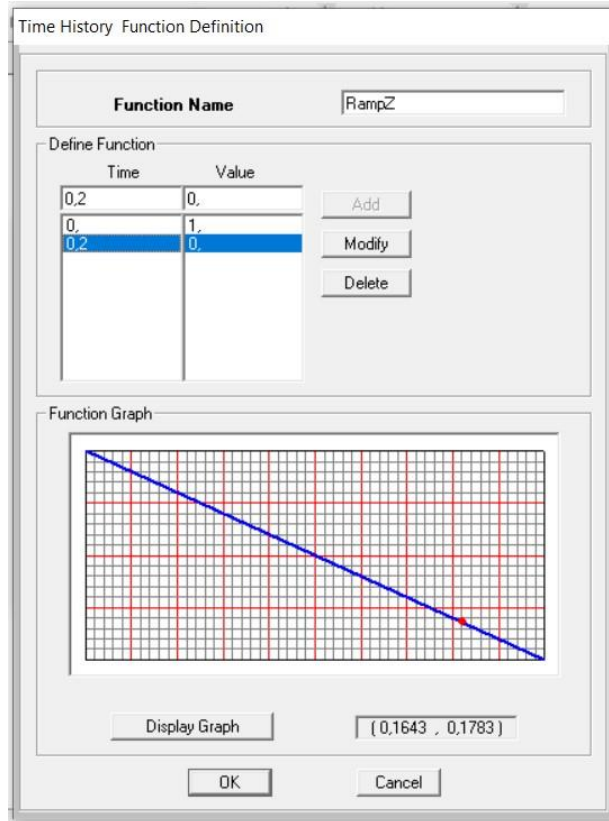 Time History Function Definition
Function Name RampZ
Define Function
Time Value
0,2 0,
Add
0, 1,
0,2 0,
Modify
Delete
Function Graph
Display Graph ( 0,1643 , 0,1783 )
OK Cancel